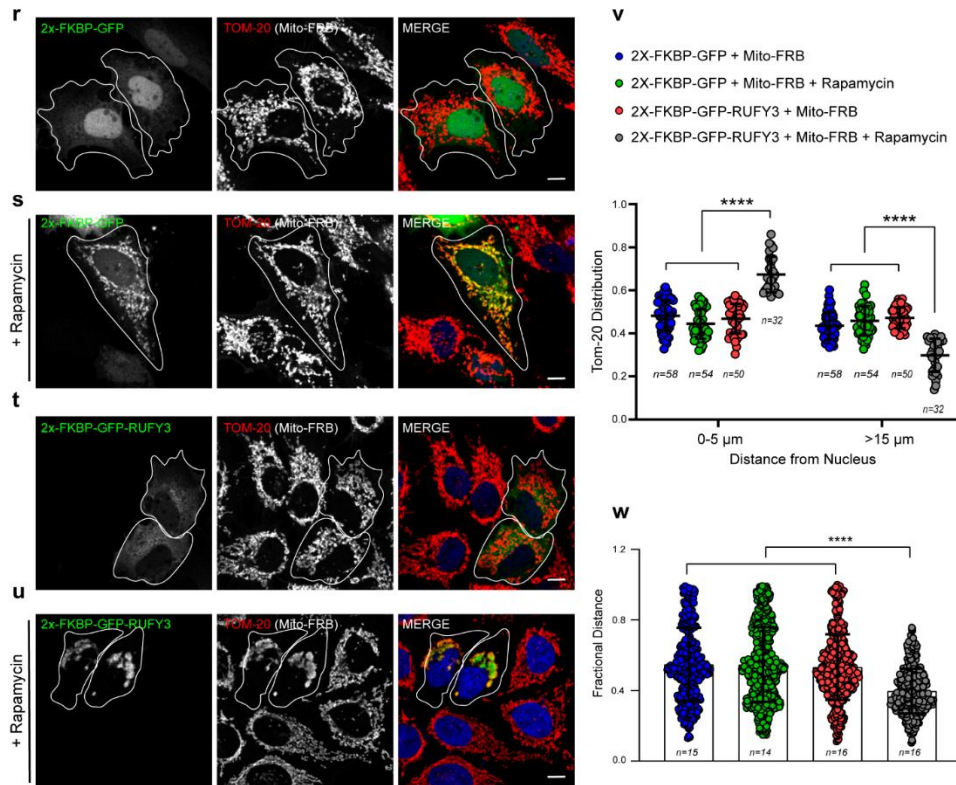 r
2x-FKBP-GFP
TOM-20 (Mito-FRB)
MERGE
s
+ Rapamycin
2x-FKBP-GFP
TOM-20 (Mito-FRB)
MERGE
t
2x-FKBP-GFP-RUFY3
TOM-20 (Mito-FRB)
MERGE
u
+ Rapamycin
2x-FKBP-GFP-RUFY3
TOM-20 (Mito-FRB)
MERGE
v
2X-FKBP-GFP + Mito-FRB
2X-FKBP-GFP + Mito-FRB + Rapamycin
2X-FKBP-GFP-RUFY3 + Mito-FRB
2X-FKBP-GFP-RUFY3 + Mito-FRB + Rapamycin
Tom-20 Distribution
1.0
0.8
0.6
0.4
0.2
0.0
****
****
n=58
n=54
n=50
n=32
n=58
n=54
n=50
n=32
0-5 μm
>15 μm
Distance from Nucleus
w
Fractional Distance
1.2
0.8
0.4
0.0
****
n=15
n=14
n=16
n=16